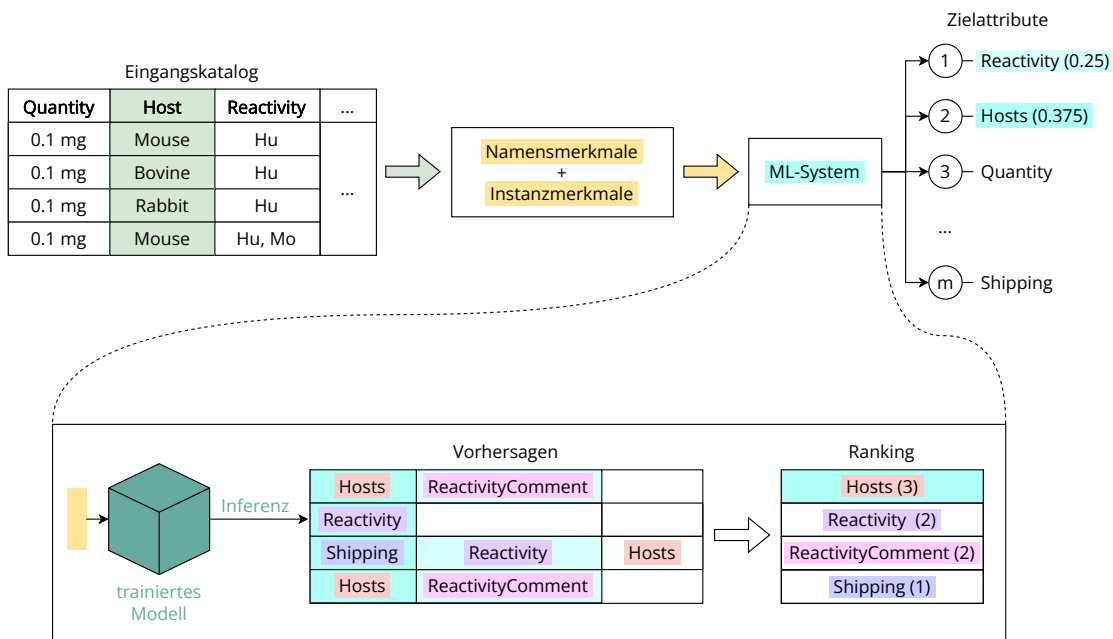 Zielattribute
Eingangskatalog
Quantity Host Reactivity ...
0.1 mg Mouse Hu
0.1 mg Bovine Hu
...
0.1 mg Rabbit Hu
0.1 mg Mouse Hu, Mo
Namensmerkmale
+
Instanzmerkmale
ML-System
1 Reactivity (0.25)
2 Hosts (0.375)
3 Quantity
...
m Shipping
Vorhersagen
Hosts ReactivityComment
Reactivity
Shipping Reactivity Hosts
Hosts ReactivityComment
Inferenz
trainiertes
Modell
Ranking
Hosts (3)
Reactivity (2)
ReactivityComment (2)
Shipping (1)